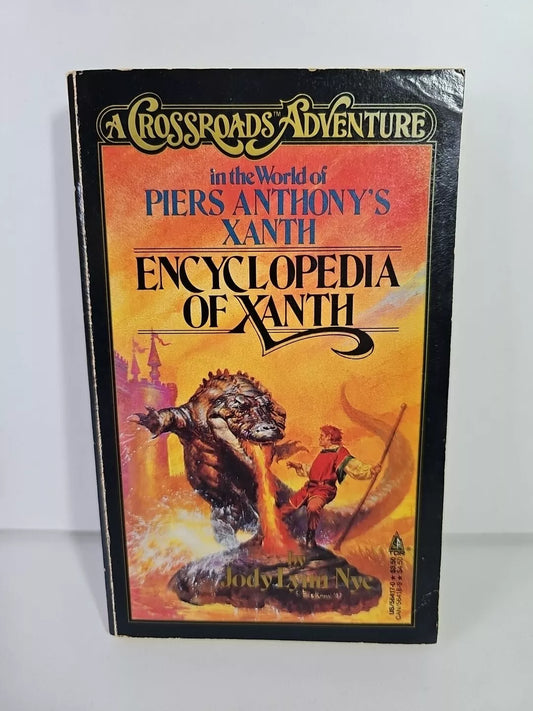 A CROSSROADS™ ADVENTURE
in the World of
PIERS ANTHONY'S
XANTH
ENCYCLOPEDIA
OF XANTH
by
Jody Lynn Nye